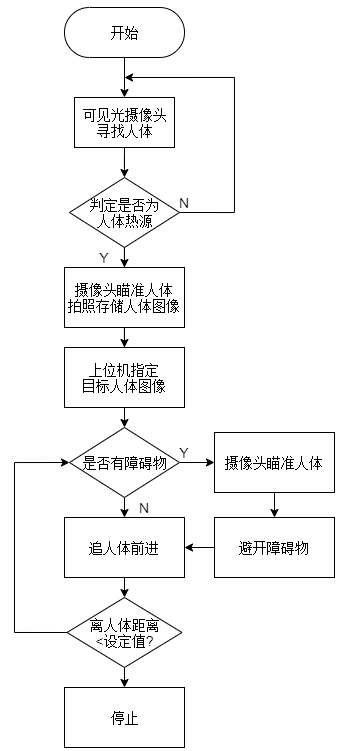 开始
可见光摄像头
寻找人体
判定是否为
人体热源
N
Y
摄像头瞄准人体
拍照存储人体图像
上位机指定
目标人体图像
是否有障碍物
Y
摄像头瞄准人体
N
追人体前进
避开障碍物
离人体距离
<设定值?
停止